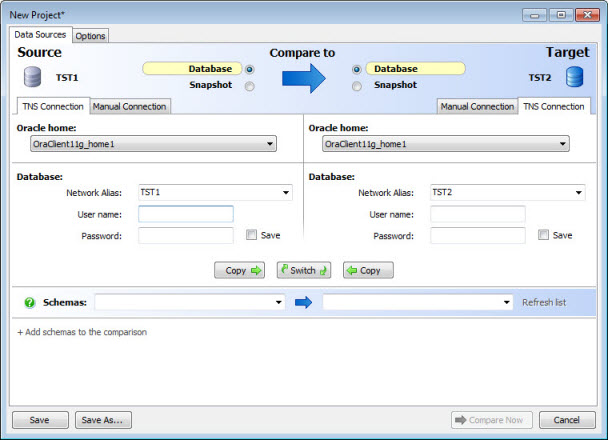 New Project*
Data Sources Options
Source Compare to Target
TST1 Database Database TST2
Snapshot Snapshot
TNS Connection Manual Connection Manual Connection TNS Connection
Oracle home: Oracle home:
OraClient11g_home1 OraClient11g_home1
Database: Database:
Network Alias: TST1 Network Alias: TST2
User name: User name:
Password: Save Password: Save
Copy Switch Copy
? Schemas: Refresh list
+ Add schemas to the comparison
Save Save As... Compare Now Cancel